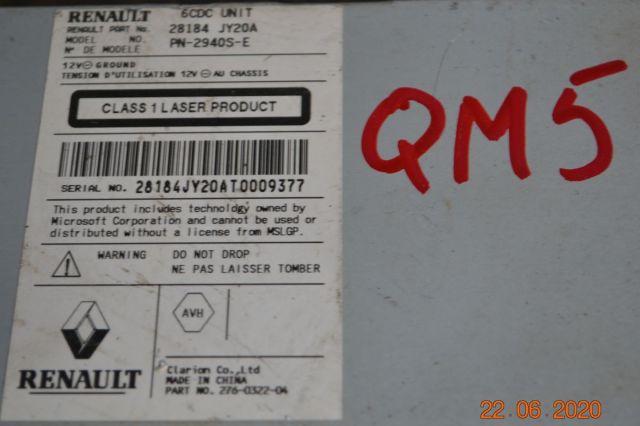 RENAULT 6CDC UNIT
RENAULT PART No. 28184 JY20A
MODEL NO. PN-2940S-E
N° DE MODELE
12V⊖ GROUND
TENSION D'UTILISATION 12V⊖ AU CHASSIS
CLASS 1 LASER PRODUCT
SERIAL NO. 28184JY20AT0009377
This product includes technology owned by
Microsoft Corporation and cannot be used or
distributed without a license from MSLGP.
WARNING DO NOT DROP
NE PAS LAISSER TOMBER
AVH
RENAULT
Clarion Co.,Ltd
MADE IN CHINA
PART NO. 276-0322-04
QM5
22.06.2020